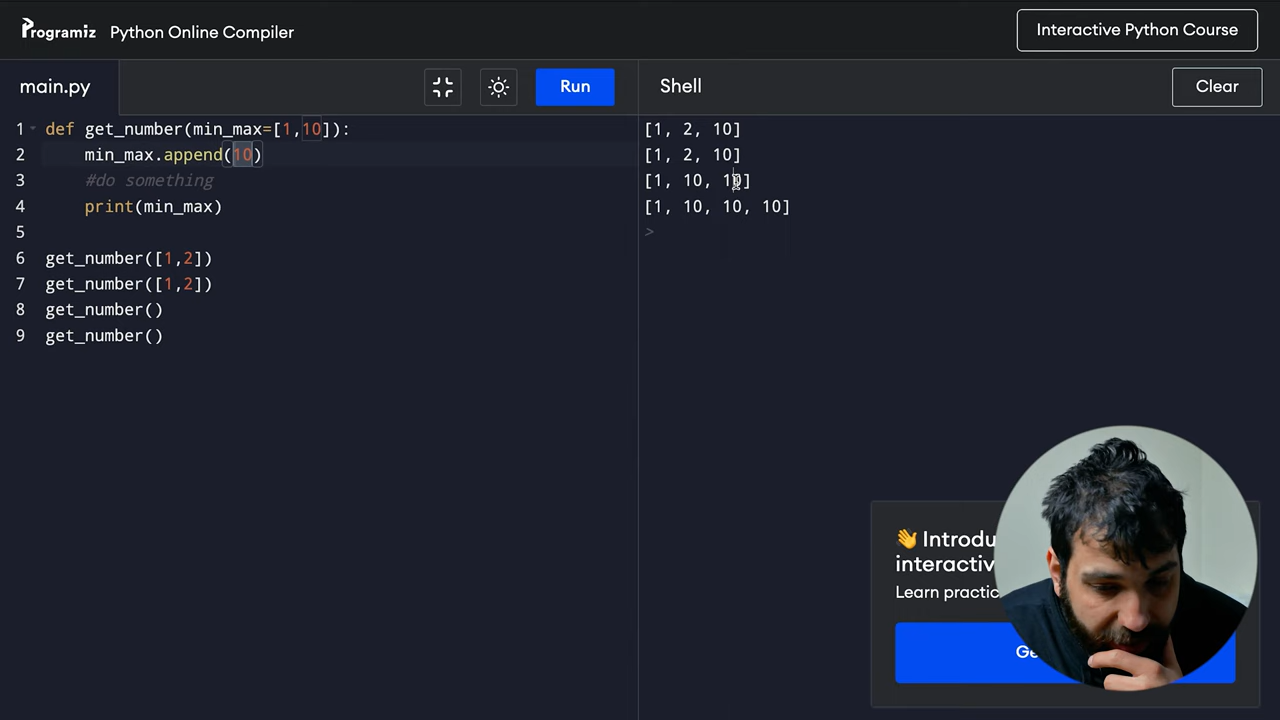 Programiz Python Online Compiler
Interactive Python Course
main.py
Run
Shell
Clear
1 def get_number(min_max=[1,10]):
2 min_max.append(10)
3 #do something
4 print(min_max)
5
6 get_number([1,2])
7 get_number([1,2])
8 get_number()
9 get_number()
[1, 2, 10]
[1, 2, 10]
[1, 10, 10]
[1, 10, 10, 10]
>
👋 Introdu
interactive
Learn practic